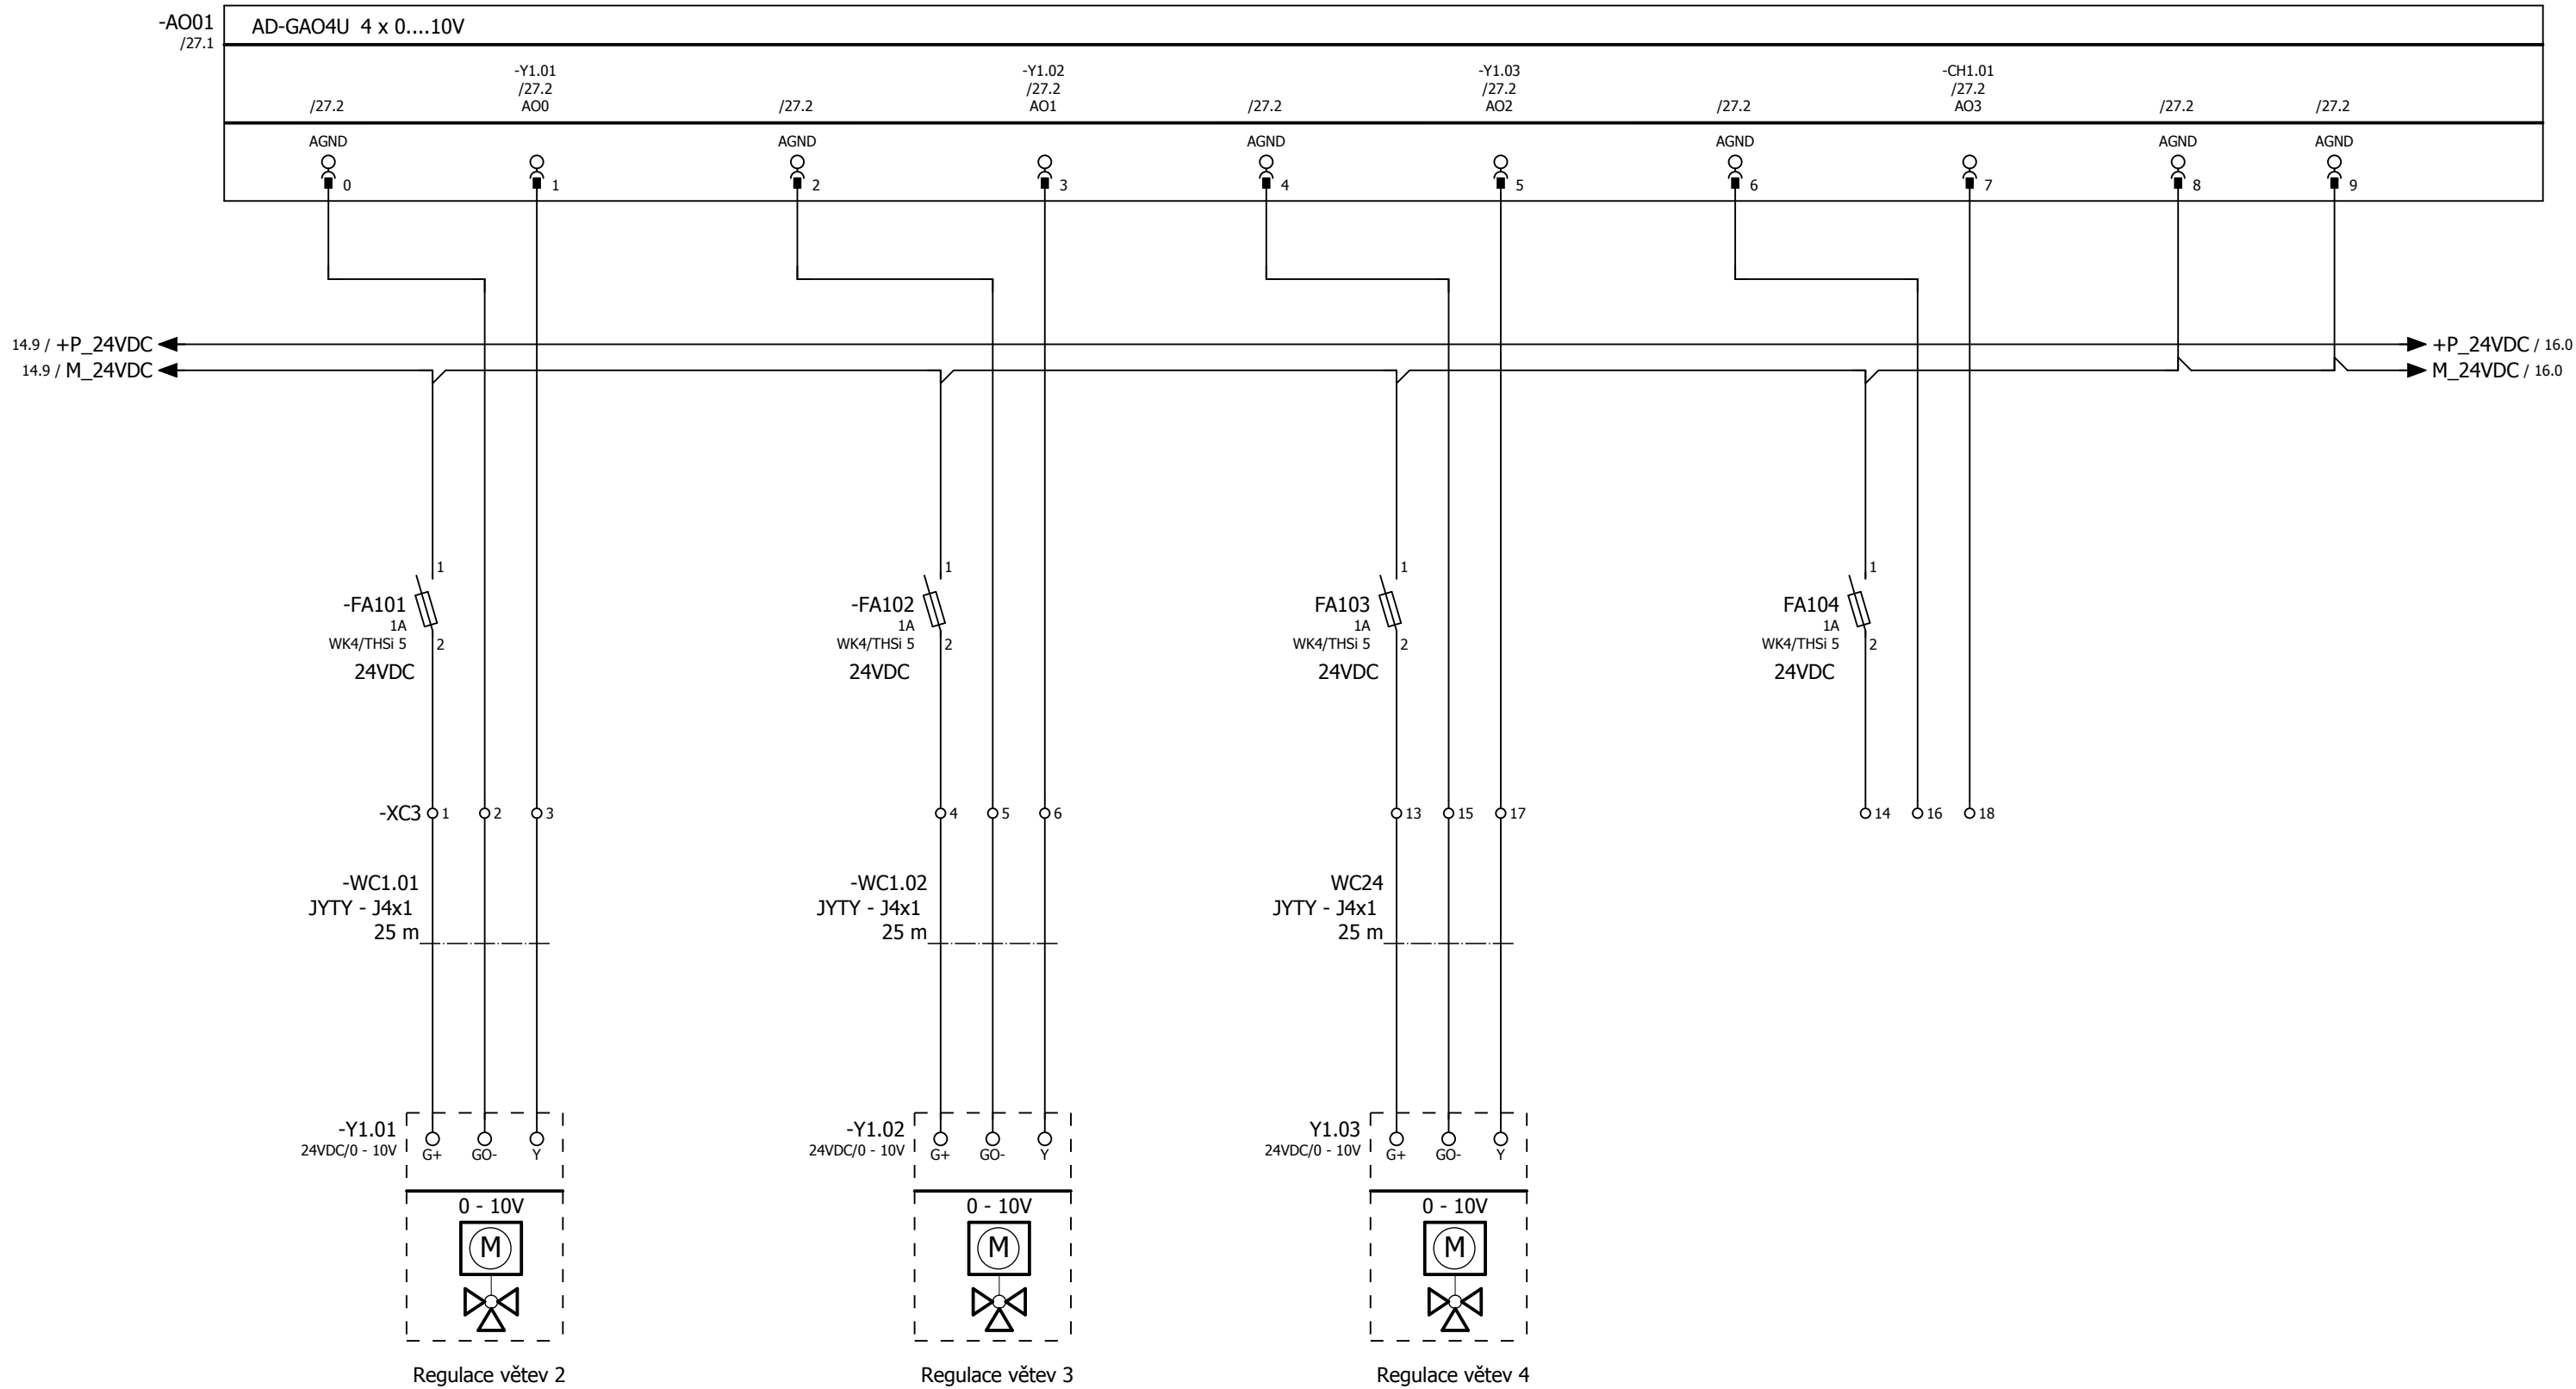 -AO01
/27.1
AD-GAO4U 4 x 0....10V
-Y1.01 -Y1.02 -Y1.03 -CH1.01
/27.2 /27.2 /27.2 /27.2
/27.2 AO0 /27.2 AO1 /27.2 AO2 /27.2 AO3 /27.2 /27.2
AGND AGND AGND AGND AGND AGND
0 1 2 3 4 5 6 7 8 9
14.9 / +P_24VDC +P_24VDC / 16.0
14.9 / M_24VDC M_24VDC / 16.0
1 1 1 1
-FA101 -FA102 FA103 FA104
1A 1A 1A 1A
WK4/THSi 5 2 WK4/THSi 5 2 WK4/THSi 5 2 WK4/THSi 5 2
24VDC 24VDC 24VDC 24VDC
-XC3 1 2 3 4 5 6 13 15 17 14 16 18
-WC1.01 -WC1.02 WC24
JYTY - J4x1 JYTY - J4x1 JYTY - J4x1
25 m 25 m 25 m
-Y1.01 -Y1.02 Y1.03
24VDC/0 - 10V G+ GO- Y 24VDC/0 - 10V G+ GO- Y 24VDC/0 - 10V G+ GO- Y
0 - 10V 0 - 10V 0 - 10V
M M M
Regulace větev 2 Regulace větev 3 Regulace větev 4